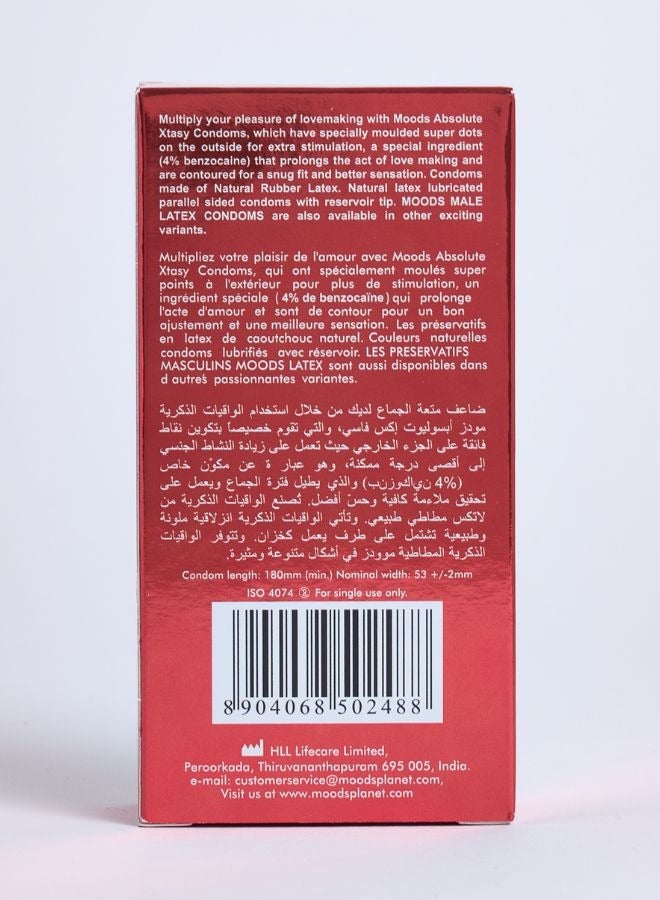 Multiply your pleasure of lovemaking with Moods Absolute
Xtasy Condoms, which have specially moulded super dots
on the outside for extra stimulation, a special ingredient
(4% benzocaine) that prolongs the act of love making and
are contoured for a snug fit and better sensation. Condoms
made of Natural Rubber Latex. Natural latex lubricated
parallel sided condoms with reservoir tip. MOODS MALE
LATEX CONDOMS are also available in other exciting
variants.
Multipliez votre plaisir de l'amour avec Moods Absolute
Xtasy Condoms, qui ont spècialement moulés super
points à l'extérieur pour plus de stimulation, un
ingrédient spéciale ( 4% de benzocaïne) qui prolonge
l'acte d'amour et sont de contour pour un bon
ajustement et une meilleure sensation. Les préservatifs
en latex de caoutchouc naturel. Couleurs naturelles
condoms lubrifiés avec réservoir. LES PRESERVATIFS
MASCULINS MOODS LATEX sont aussi disponibles dans
d autreś passionnantes variantes.
ضاعف متعة الجماع لديك من خلال استخدام الواقيات الذكرية
مودز أبسوليوت إكس فاسي، والتي تقوم خصيصاً بتكوين نقاط
فائقة على الجزء الخارجي حيث تعمل على زيادة النشاط الجنسي
إلى أقصى درجة ممكنة، وهو عبار ة عن مكوّن خاص
(4% نيكوزنب) والذي يطيل فترة الجماع ويعمل على
تحقيق ملاءمة كافية وحسّ أفضل. تُصنع الواقيات الذكرية من
لاتكس مطاطي طبيعي. وتأتي الواقيات الذكرية انزلاقية ملونة
وطبيعية تشتمل على طرف يعمل كخزان. وتتوفر الواقيات
الذكرية المطاطية موودز في أشكال متنوعة ومثيرة.
Condom length: 180mm (min.) Nominal width: 53 +/-2mm
ISO 4074 ② For single use only.
8 904068 502488
HLL Lifecare Limited,
Peroorkada, Thiruvananthapuram 695 005, India.
e-mail: customerservice@moodsplanet.com,
Visit us at www.moodsplanet.com